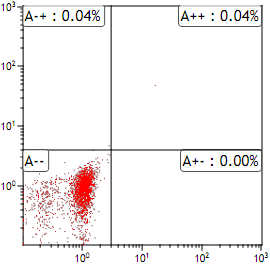 10³
A-+ : 0.04%
A++ : 0.04%
10²
10¹
A--
A+- : 0.00%
10⁰
10⁰ 10¹ 10² 10³